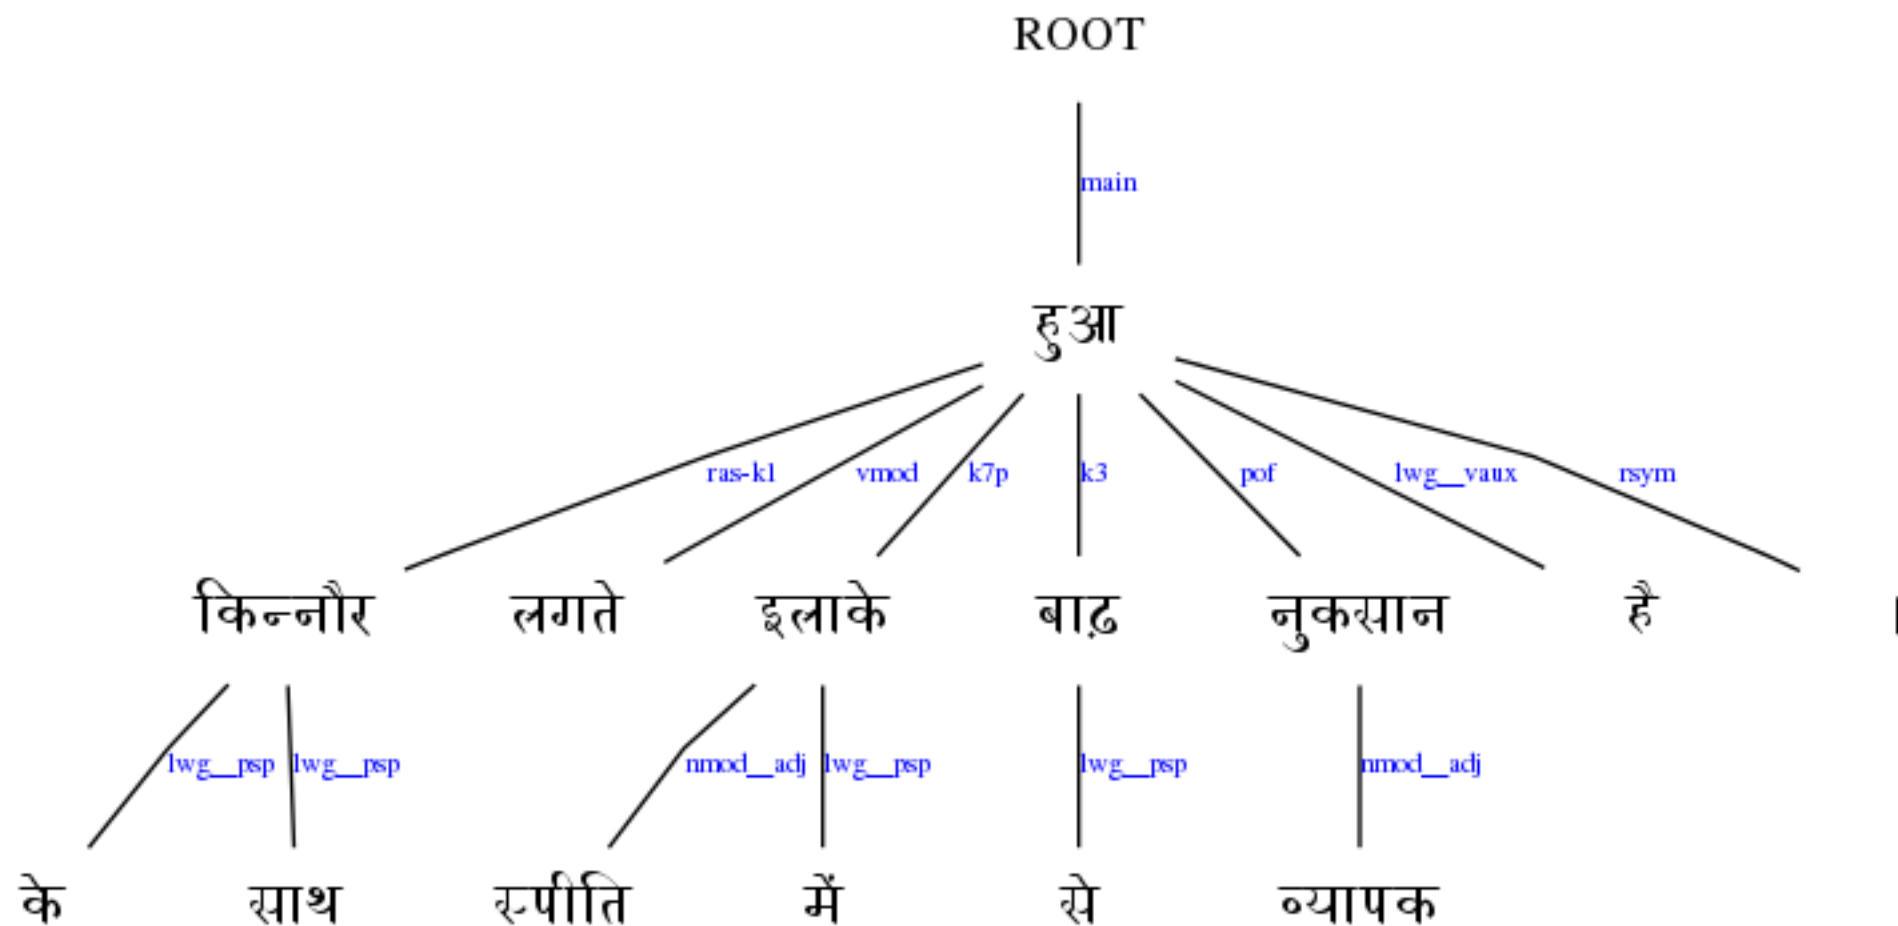 ROOT
main
हुआ
ras-k1 vmod k7p k3 pof lwg__vaux rsym
किन्नौर लगते इलाके बाढ़ नुकसान है ।
lwg__psp lwg__psp nmod__adj lwg__psp lwg__psp nmod__adj
के साथ स्पीति में से व्यापक